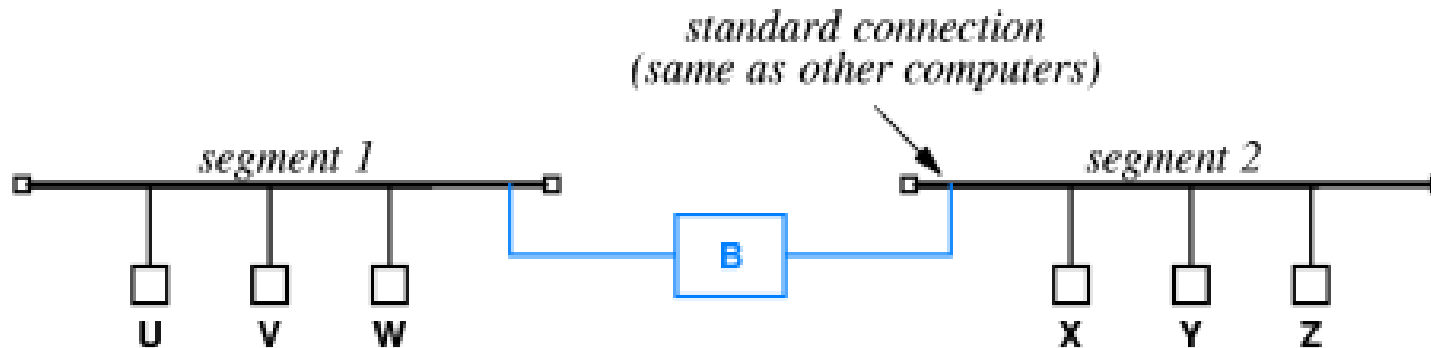 standard connection
(same as other computers)
segment 1
segment 2
B
U V W
X Y Z